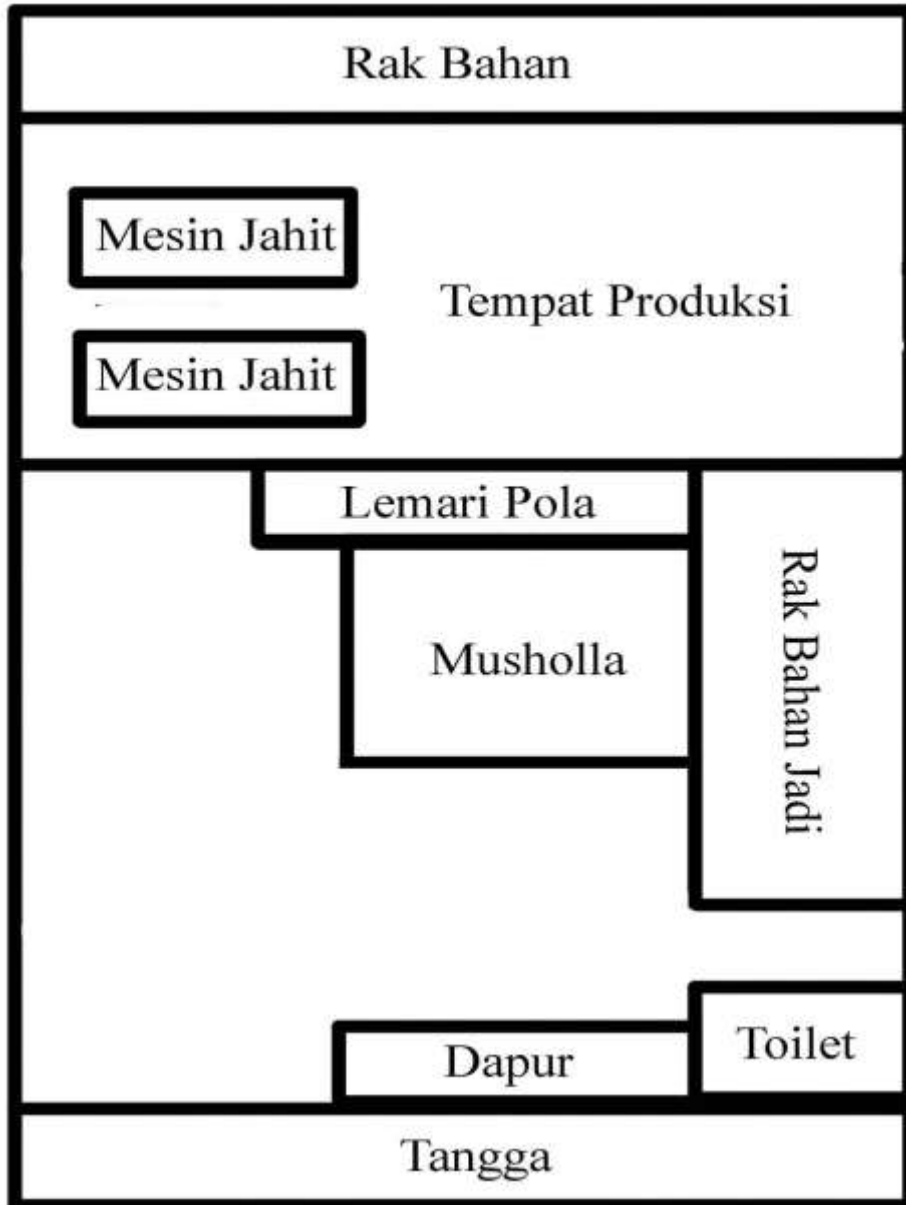 Rak Bahan
Mesin Jahit
Tempat Produksi
Mesin Jahit
Lemari Pola
Rak Bahan Jadi
Musholla
Toilet
Dapur
Tangga